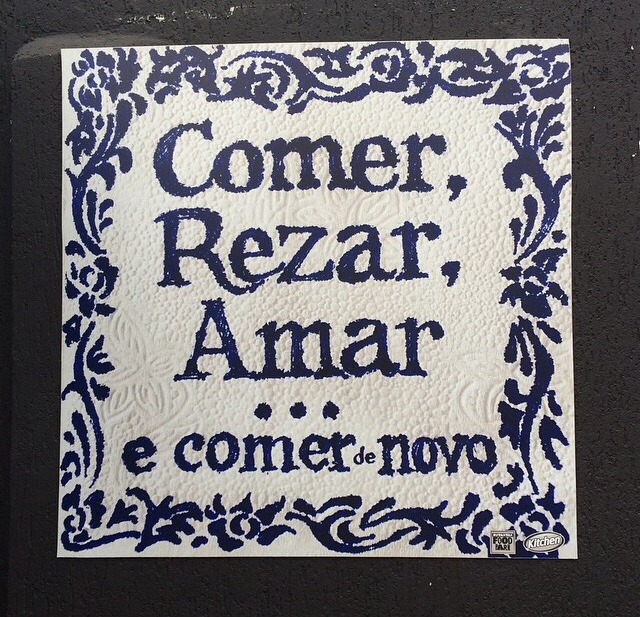 Comer,
Rezar,
Amar
...
e comer de novo
Kitchen